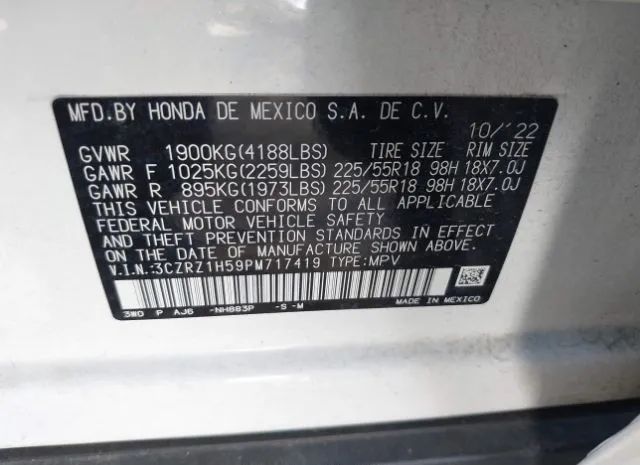 MFD.BY HONDA DE MEXICO S.A. DE C.V. 10/'22
GVWR 1900KG(4188LBS) TIRE SIZE RIM SIZE
GAWR F 1025KG(2259LBS) 225/55R18 98H 18X7.0J
GAWR R 895KG(1973LBS) 225/55R18 98H 18X7.0J
THIS VEHICLE CONFORMS TO ALL APPLICABLE
FEDERAL MOTOR VEHICLE SAFETY
AND THEFT PREVENTION STANDARDS IN EFFECT
ON THE DATE OF MANUFACTURE SHOWN ABOVE.
V.I.N.:3CZRZ1H59PM717419 TYPE:MPV
MADE IN MEXICO
3W0 P AJ6 -NH883P -S -M